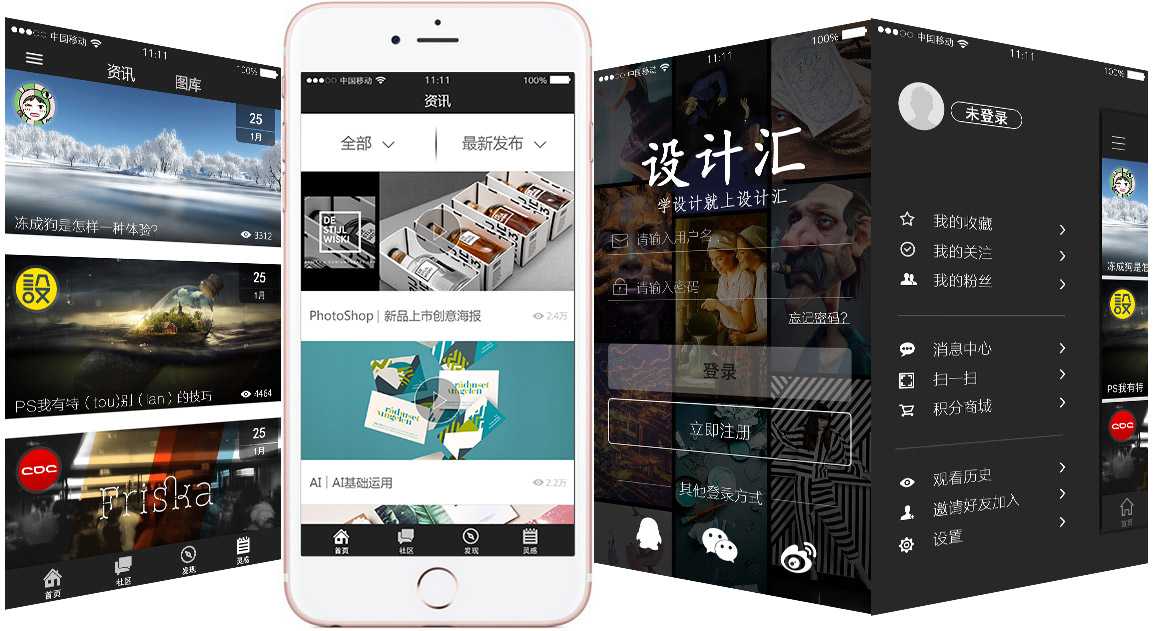 中国移动
11:11
100%
资讯
图库
25
1月
冻成狗是怎样一种体验?
3312
25
1月
PS我有特（tou)别（lan）的技巧
4464
25
1月
CDC
Friska
首页
社区
发现
灵感
中国移动
11:11
100%
资讯
全部
最新发布
DE
STIJL
WISKI
PhotoShop | 新品上市创意海报
2.4万
rådhuset
ängelen
AI | AI基础运用
2.2万
首页
社区
发现
灵感
中国移动
11:11
100%
设计汇
学设计就上设计汇
请输入用户名
请输入密码
忘记密码?
登录
立即注册
其他登录方式
中国移动
11:11
100%
未登录
我的收藏
我的关注
我的粉丝
消息中心
扫一扫
积分商城
观看历史
邀请好友加入
设置
冻成狗是怎
PS我有特
CDC
首页